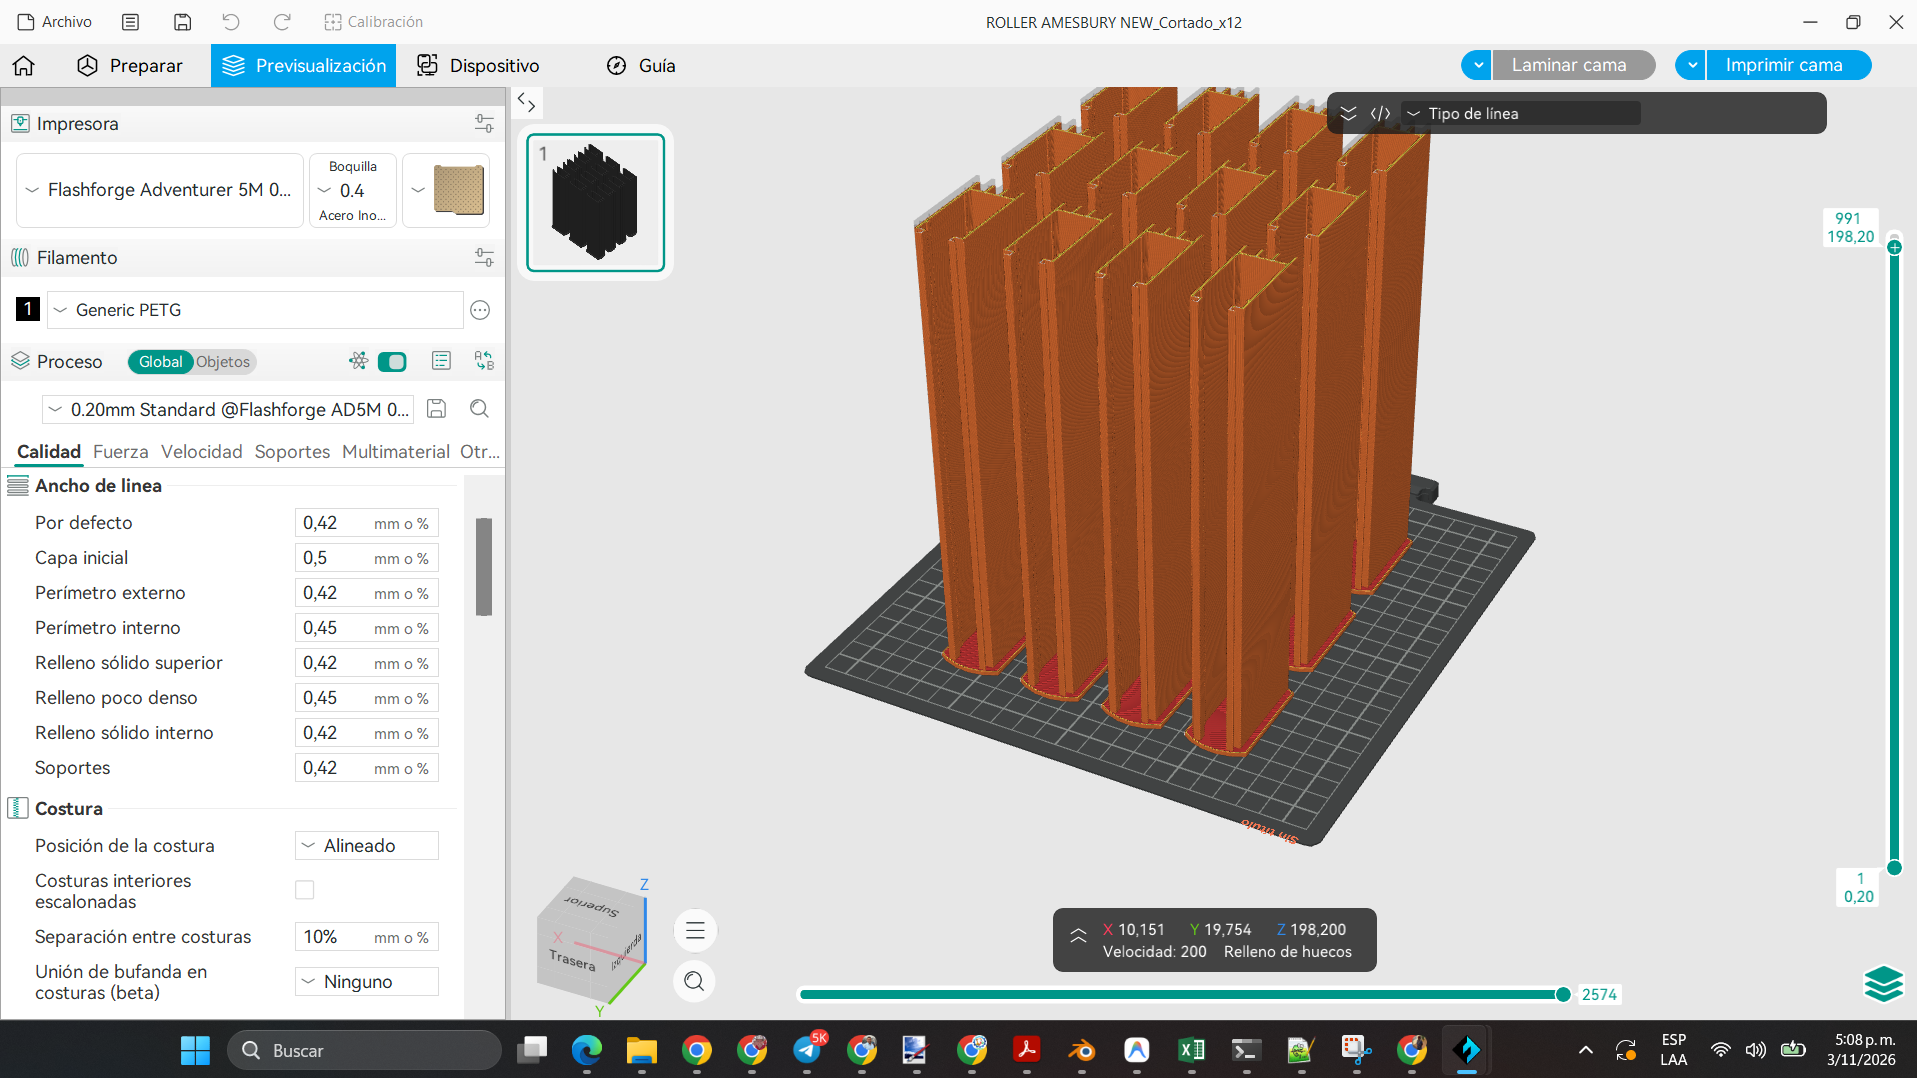 Archivo
Calibración
ROLLER AMESBURY NEW_Cortado_x12
Preparar
Previsualización
Dispositivo
Guía
Laminar cama
Imprimir cama
Impresora
Flashforge Adventurer 5M 0...
Boquilla
0.4
Acero Ino...
Filamento
1
Generic PETG
Proceso
Global
Objetos
0.20mm Standard @Flashforge AD5M 0...
Calidad
Fuerza
Velocidad
Soportes
Multimaterial
Otr...
Ancho de linea
Por defecto 0,42 mm o %
Capa inicial 0,5 mm o %
Perímetro externo 0,42 mm o %
Perímetro interno 0,45 mm o %
Relleno sólido superior 0,42 mm o %
Relleno poco denso 0,45 mm o %
Relleno sólido interno 0,42 mm o %
Soportes 0,42 mm o %
Costura
Posición de la costura Alineado
Costuras interiores
escalonadas
Separación entre costuras 10% mm o %
Unión de bufanda en
costuras (beta)
Ninguno
1
Tipo de línea
991
198,20
1
0,20
Sin título
Superior
Trasera
Izquierda
X
Y
Z
X 10,151 Y 19,754 Z 198,200
Velocidad: 200 Relleno de huecos
2574
Buscar
5K
ESP
LAA
5:08 p. m.
3/11/2026